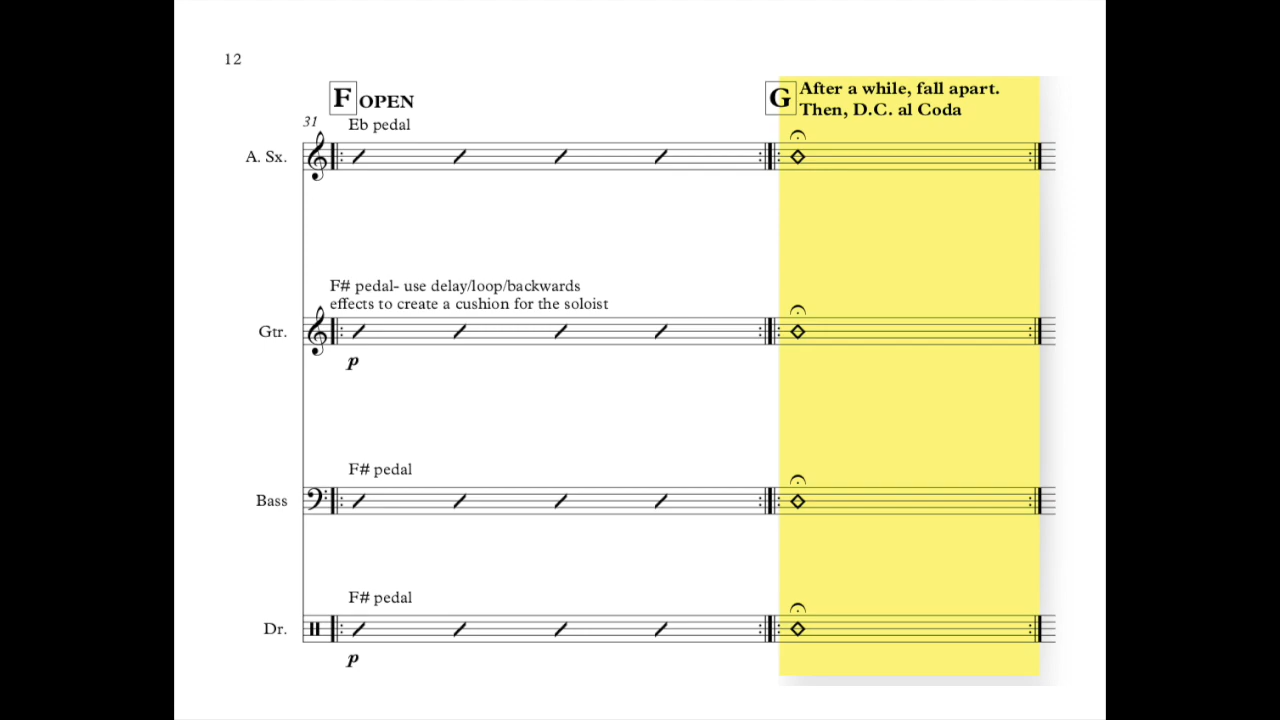 12
F OPEN
G After a while, fall apart.
Then, D.C. al Coda
31
Eb pedal
A. Sx.
F# pedal- use delay/loop/backwards
effects to create a cushion for the soloist
Gtr.
p
F# pedal
Bass
F# pedal
Dr.
p